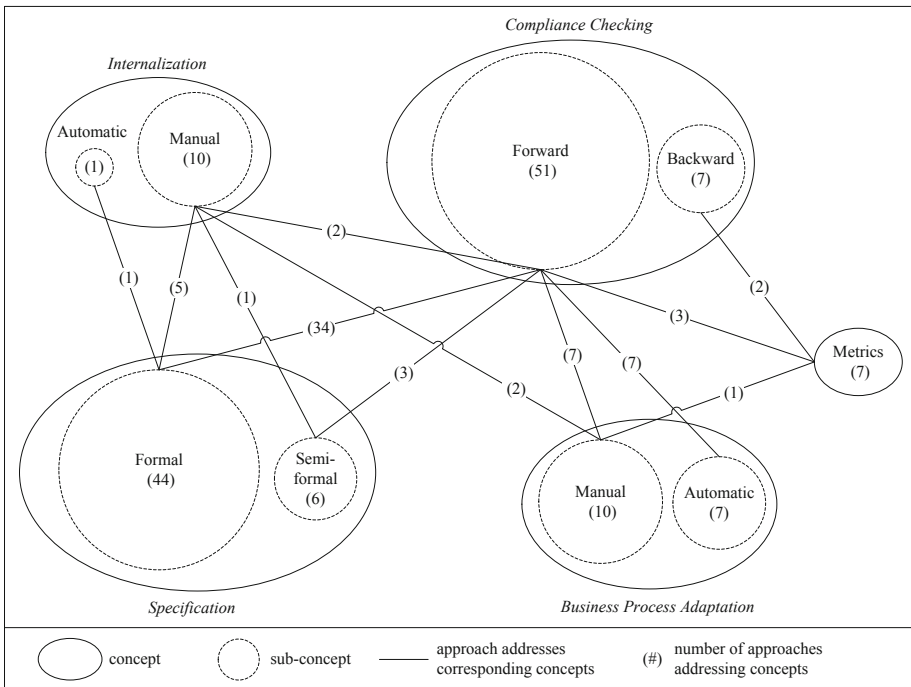 Compliance Checking
Internalization
Automatic
(1)
Manual
(10)
Forward
(51)
Backward
(7)
(2)
(1)
(5)
(1)
(34)
(3)
(2)
(7)
(7)
(3)
(2)
(1)
Metrics
(7)
Formal
(44)
Semi-
formal
(6)
Manual
(10)
Automatic
(7)
Specification
Business Process Adaptation
concept
sub-concept
approach addresses
corresponding concepts
(#)
number of approaches
addressing concepts